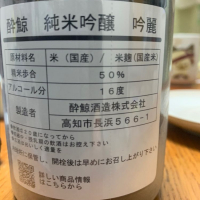 酔鯨 純米吟醸 吟麗
原材料名 米(国産)/米麹(国産米)
精米歩合 50%
アルコール分 16度
製造者 酔鯨酒造株式会社
高知市長浜566-1
開栓後は早めにお召し上がり下さい
詳しい商品情報
はこちらから